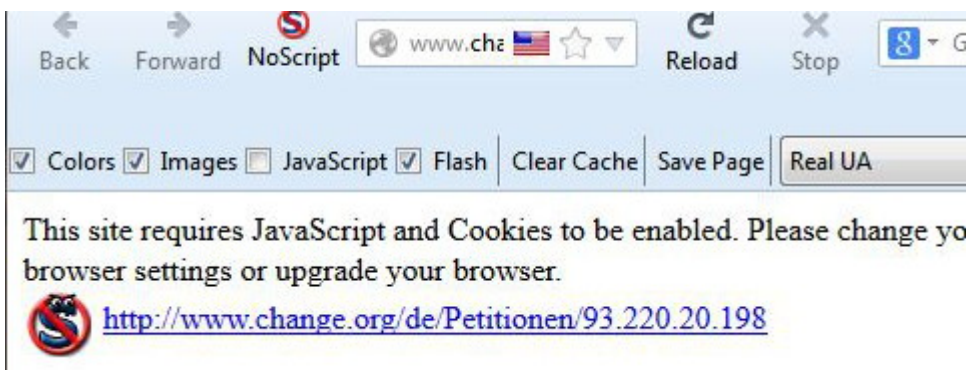 Back Forward NoScript www.cha Reload Stop G
Colors Images JavaScript Flash Clear Cache Save Page Real UA
This site requires JavaScript and Cookies to be enabled. Please change yo
browser settings or upgrade your browser.
http://www.change.org/de/Petitionen/93.220.20.198